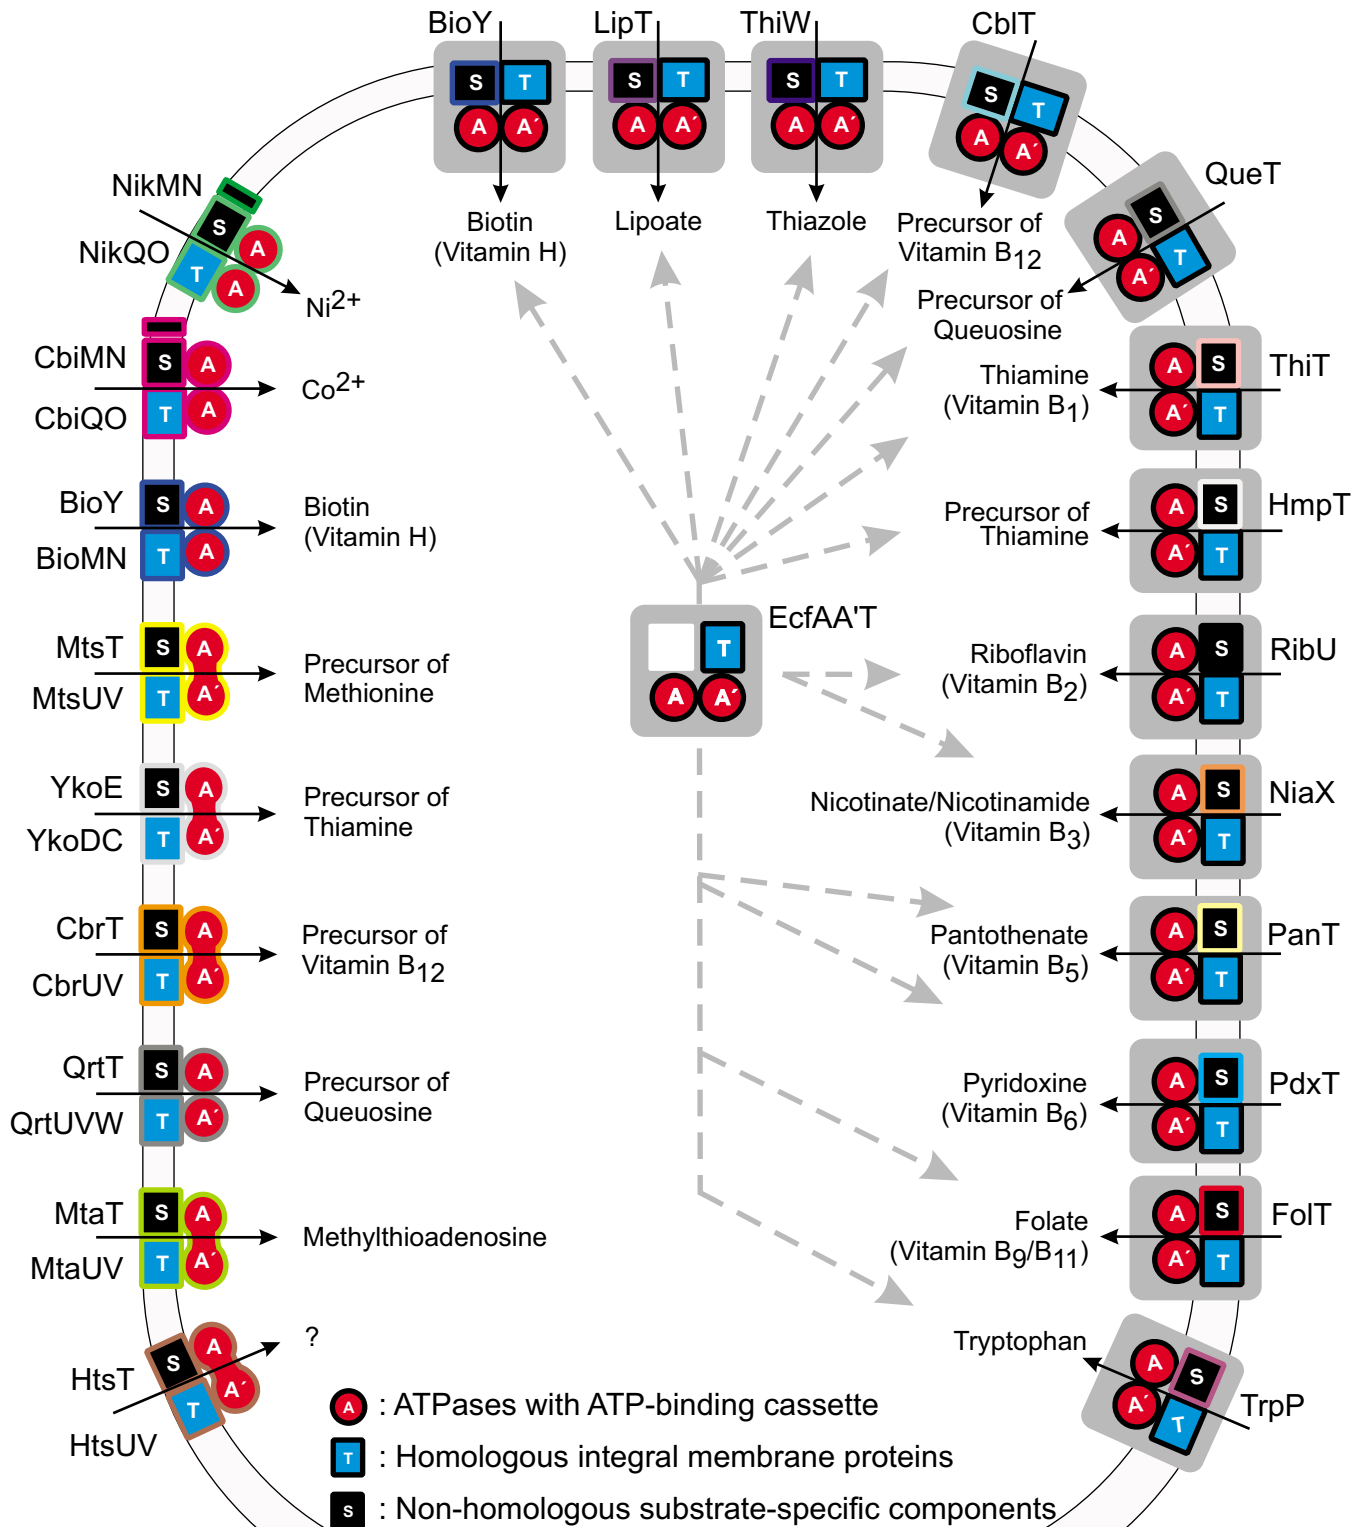 BioY
LipT
ThiW
CblT
S T
A A´
S T
A A´
S T
A A´
S T
A A´
Biotin
(Vitamin H)
Lipoate
Thiazole
Precursor of
Vitamin B12
QueT
S
A
T
A´
Precursor of
Queuosine
NikMN
NikQO
S A
T A
Ni2+
CbiMN
CbiQO
S A
T A
Co2+
BioY
BioMN
S A
T A
Biotin
(Vitamin H)
MtsT
MtsUV
S A
T A´
Precursor of
Methionine
YkoE
YkoDC
S A
T A´
Precursor of
Thiamine
CbrT
CbrUV
S A
T A´
Precursor of
Vitamin B12
QrtT
QrtUVW
S A
T A´
Precursor of
Queuosine
MtaT
MtaUV
S A
T A´
Methylthioadenosine
HtsT
HtsUV
S A
T A´
?
EcfAA'T
T
A A´
Thiamine
(Vitamin B1)
A S
A´ T
ThiT
Precursor of
Thiamine
A S
A´ T
HmpT
Riboflavin
(Vitamin B2)
A S
A´ T
RibU
Nicotinate/Nicotinamide
(Vitamin B3)
A S
A´ T
NiaX
Pantothenate
(Vitamin B5)
A S
A´ T
PanT
Pyridoxine
(Vitamin B6)
A S
A´ T
PdxT
Folate
(Vitamin B9/B11)
A S
A´ T
FolT
Tryptophan
A S
A´ T
TrpP
A : ATPases with ATP-binding cassette
T : Homologous integral membrane proteins
S : Non-homologous substrate-specific components